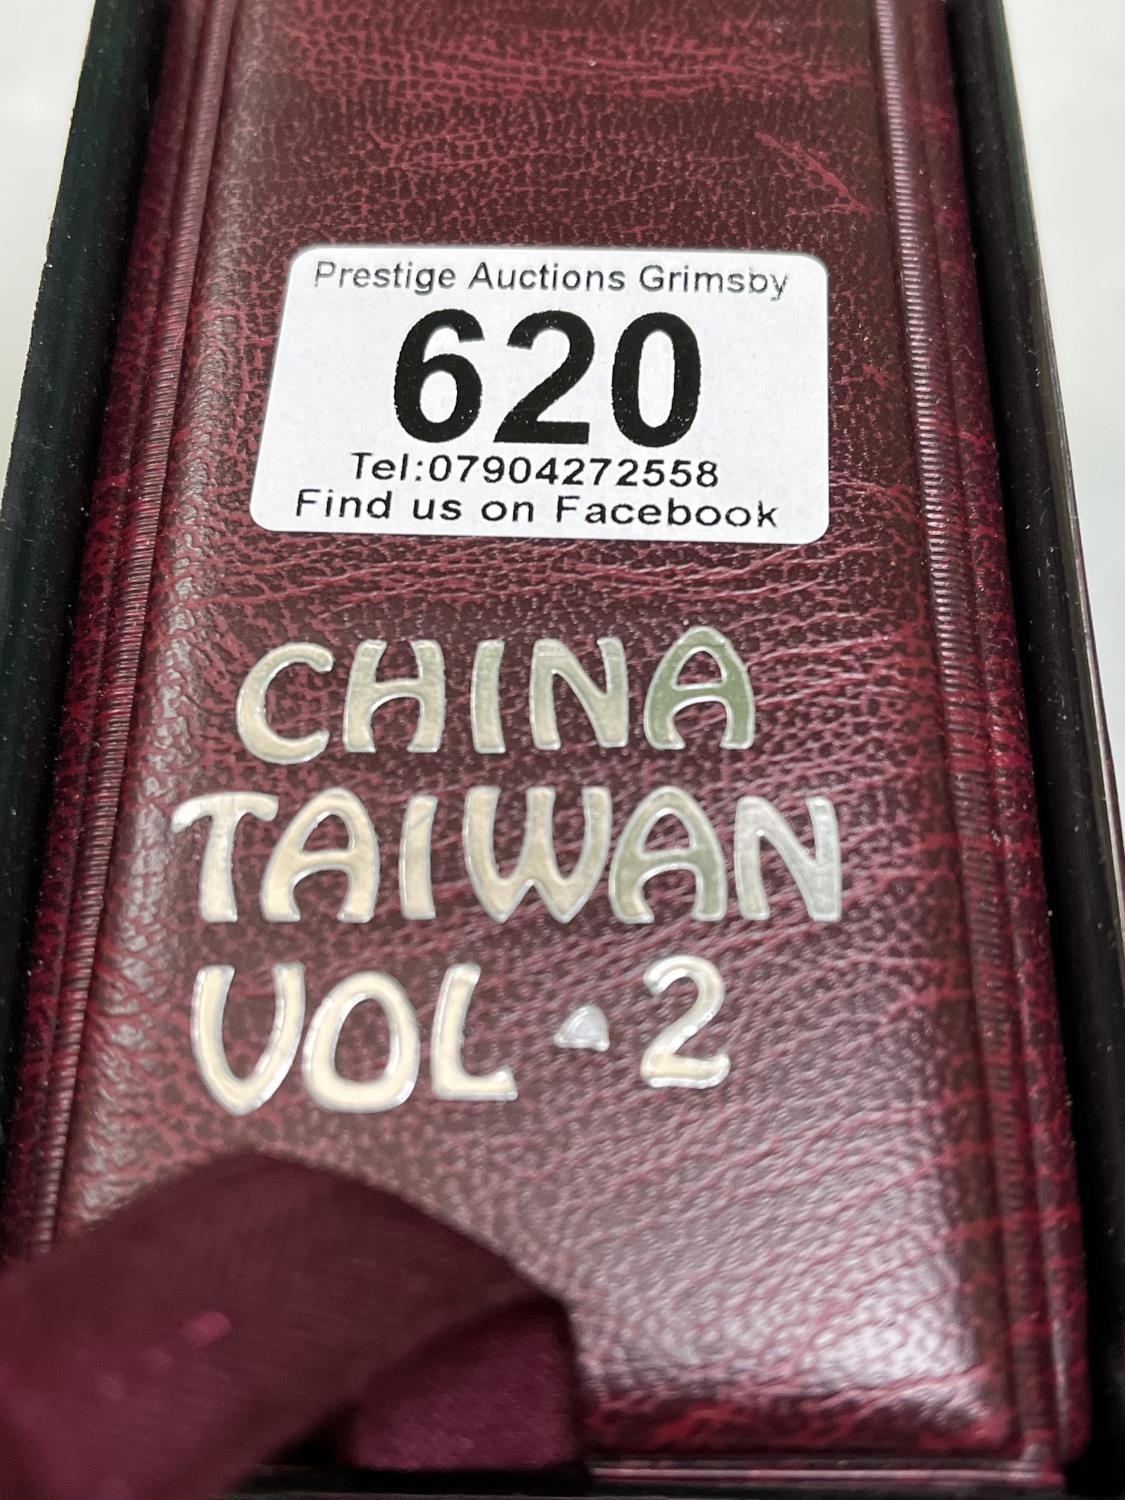 Prestige Auctions Grimsby
620
Tel:07904272558
Find us on Facebook
CHINA
TAIWAN
VOL·2